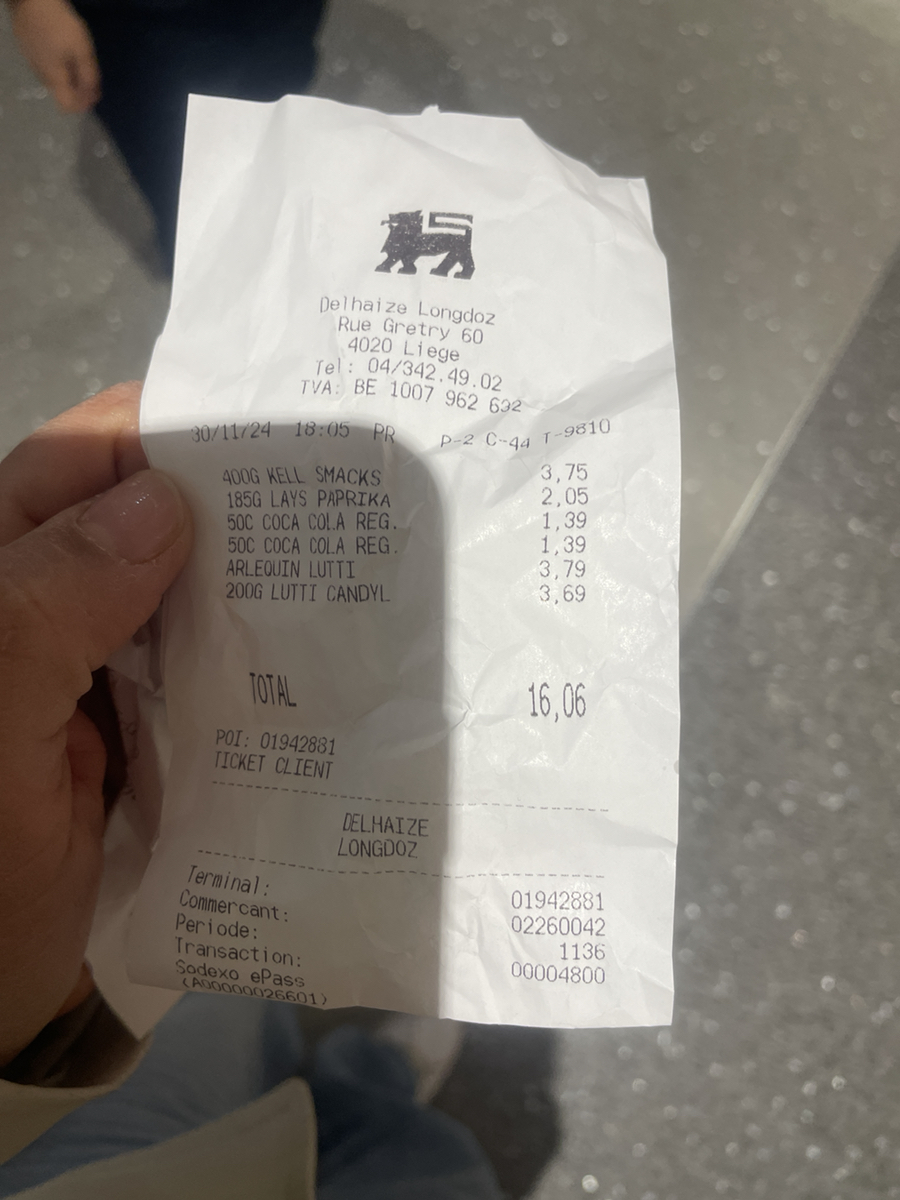 Delhaize Longdoz
Rue Gretry 60
4020 Liege
Tel: 04/342.49.02
TVA: BE 1007 962 692
30/11/24 18:05 PR P-2 C-44 T-9810
400G KELL SMACKS 3,75
185G LAYS PAPRIKA 2,05
50C COCA COLA REG. 1,39
50C COCA COLA REG. 1,39
ARLEQUIN LUTTI 3,79
200G LUTTI CANDYL 3,69
TOTAL 16,06
POI: 01942881
TICKET CLIENT
DELHAIZE
LONGDOZ
Terminal: 01942881
Commercant: 02260042
Periode: 1136
Transaction: 00004800
Sodexo ePass
(A00000026601)